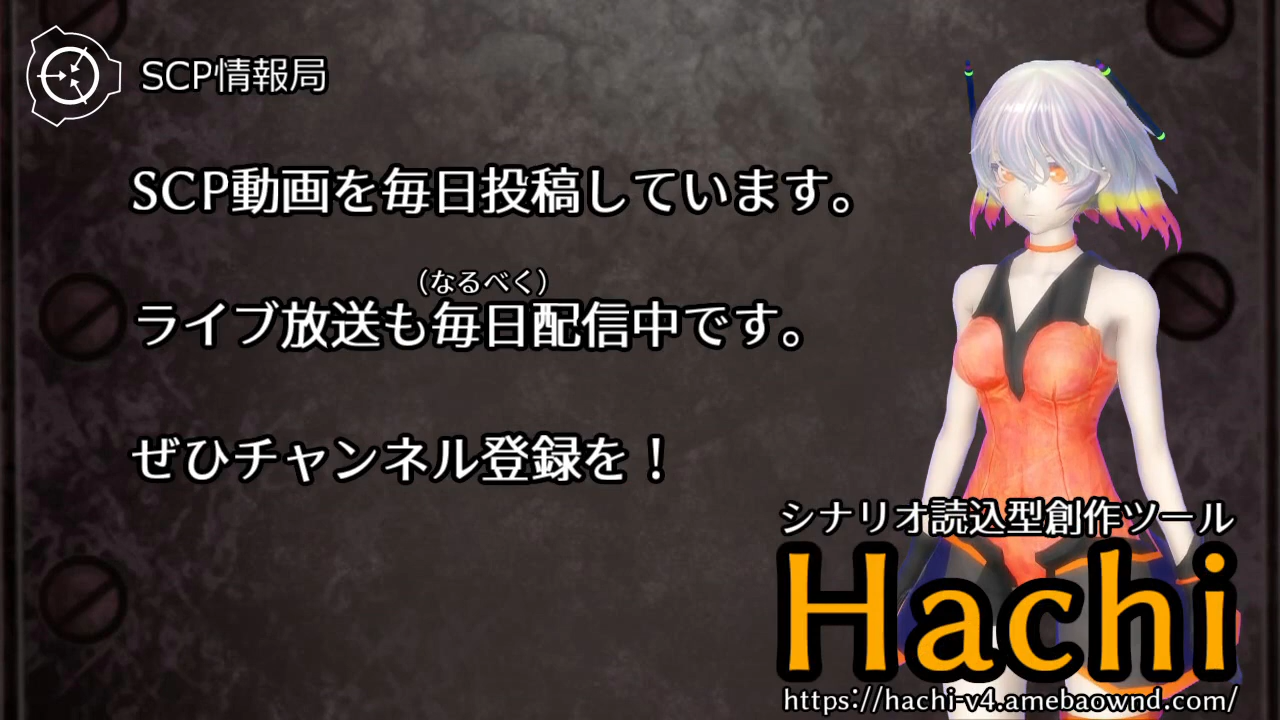 SCP情報局
SCP動画を毎日投稿しています。
（なるべく）
ライブ放送も毎日配信中です。
ぜひチャンネル登録を！
シナリオ読込型創作ツール
Hachi
https://hachi-v4.amebaownd.com/